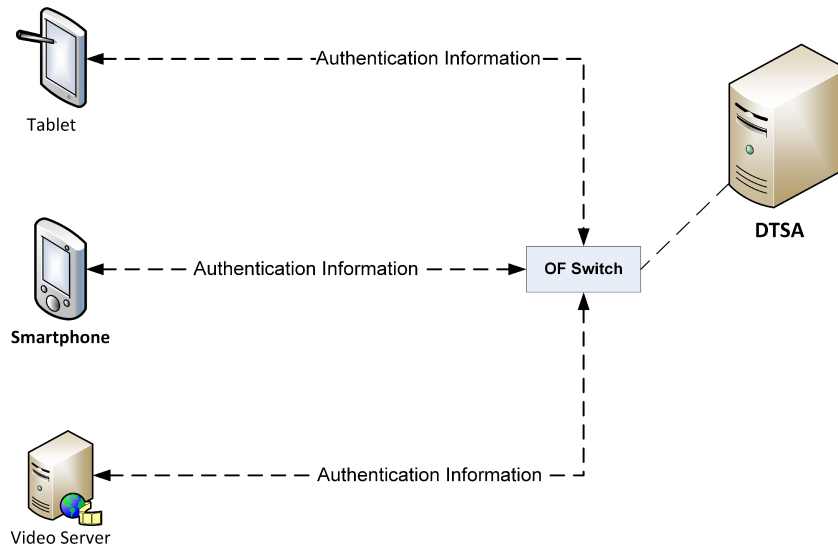 Authentication Information
Tablet
DTSA
Authentication Information
OF Switch
Smartphone
Authentication Information
Video Server